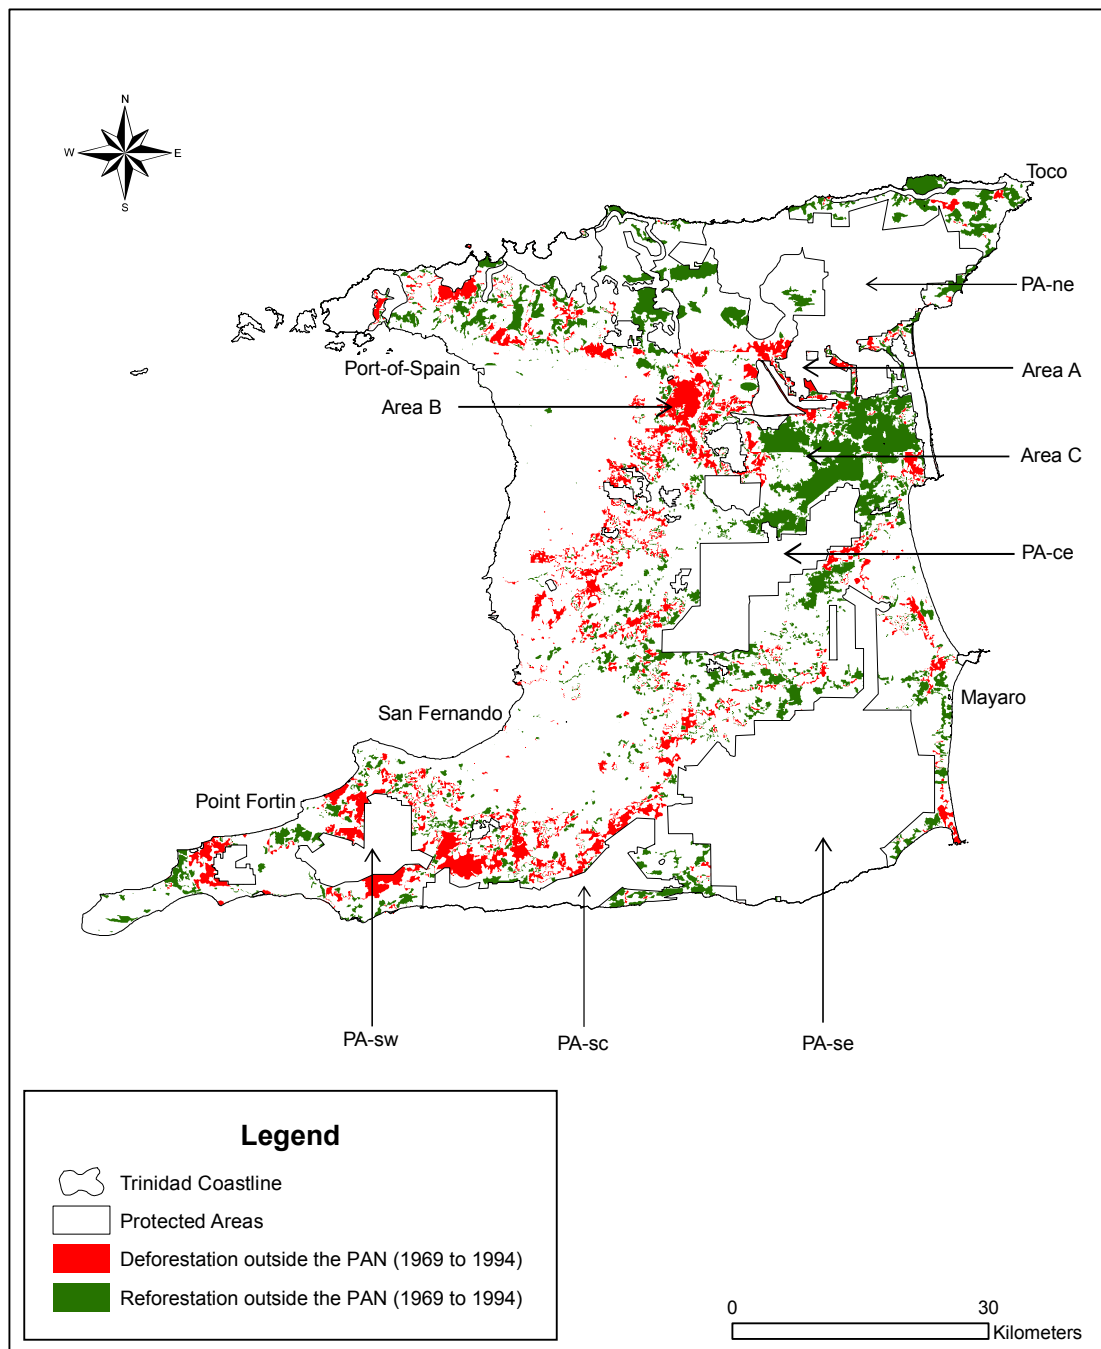 N
W
E
S
Toco
PA-ne
Port-of-Spain
Area A
Area B
Area C
PA-ce
Mayaro
San Fernando
Point Fortin
PA-sw
PA-sc
PA-se
Legend
Trinidad Coastline
Protected Areas
Deforestation outside the PAN (1969 to 1994)
Reforestation outside the PAN (1969 to 1994)
0 30
Kilometers